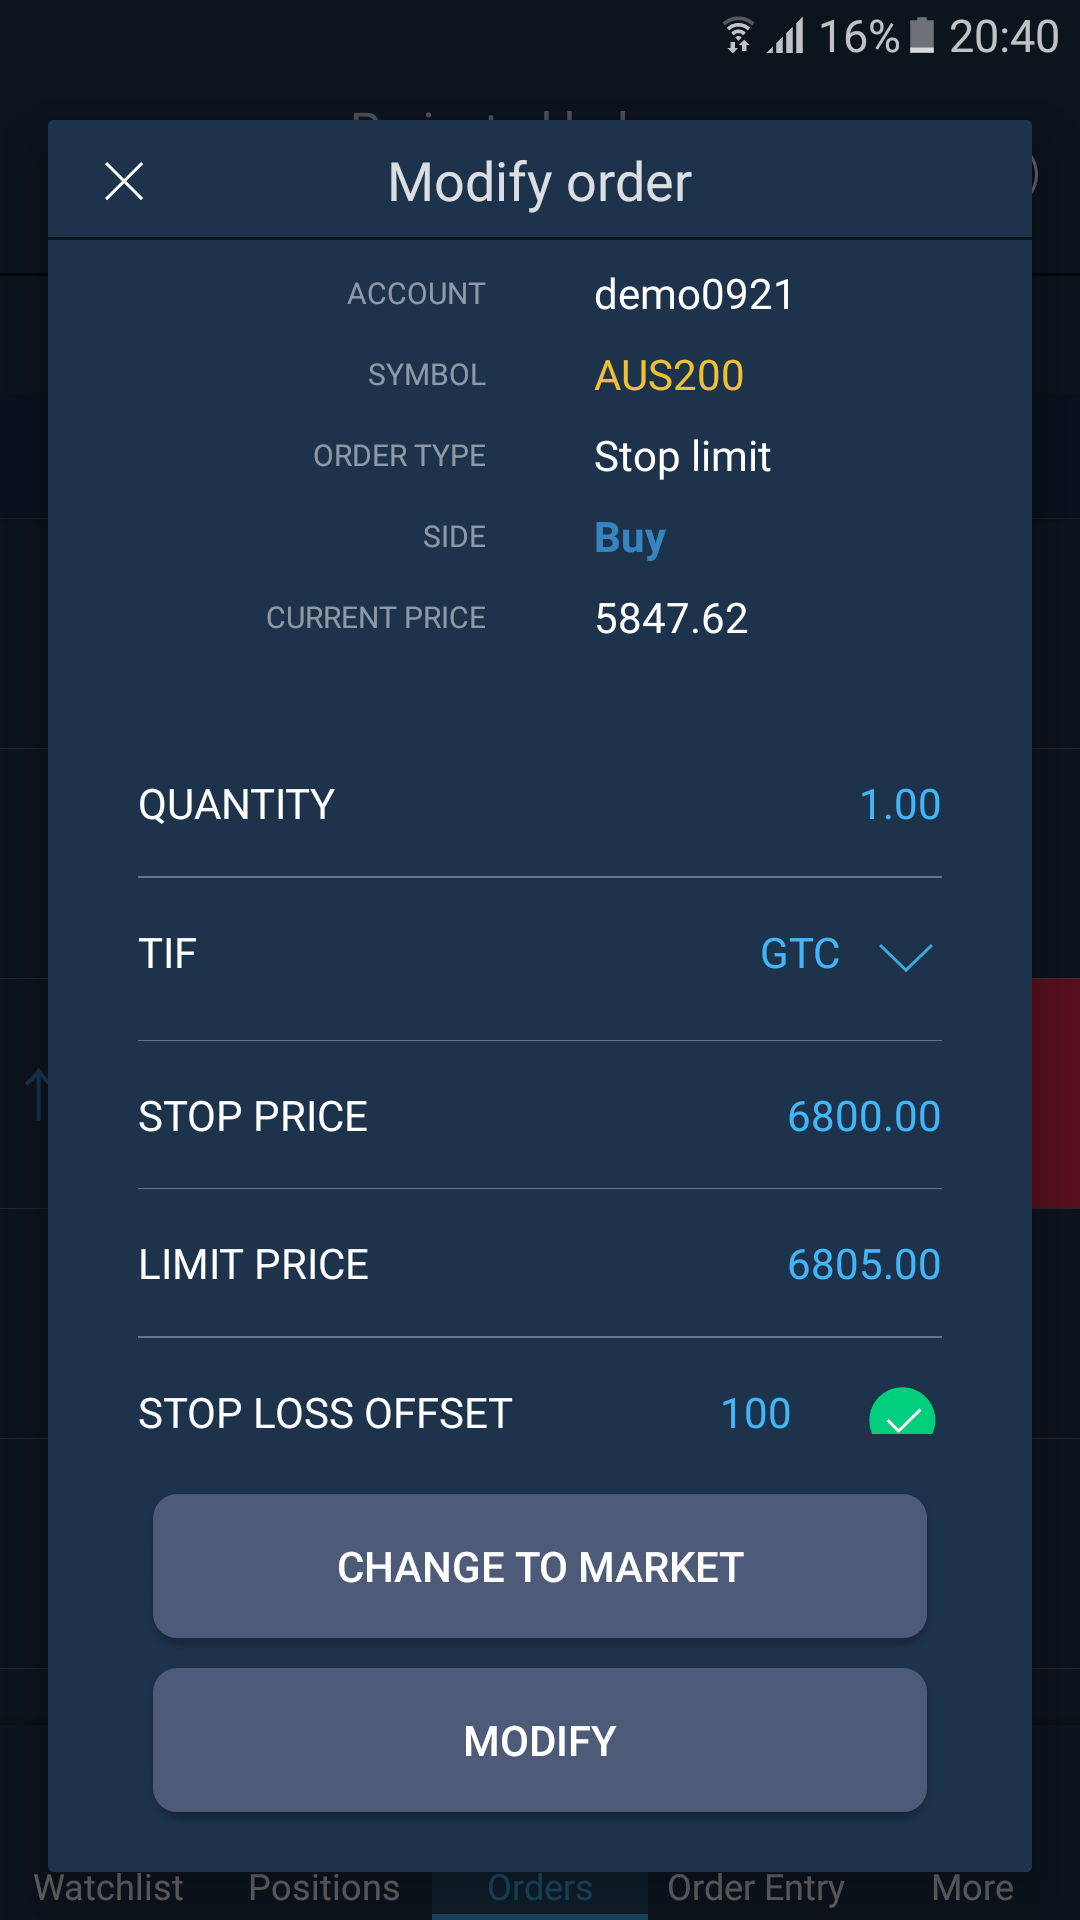 16% 20:40
Modify order
ACCOUNT demo0921
SYMBOL AUS200
ORDER TYPE Stop limit
SIDE Buy
CURRENT PRICE 5847.62
QUANTITY 1.00
TIF GTC
STOP PRICE 6800.00
LIMIT PRICE 6805.00
STOP LOSS OFFSET 100
CHANGE TO MARKET
MODIFY
Watchlist Positions Orders Order Entry More